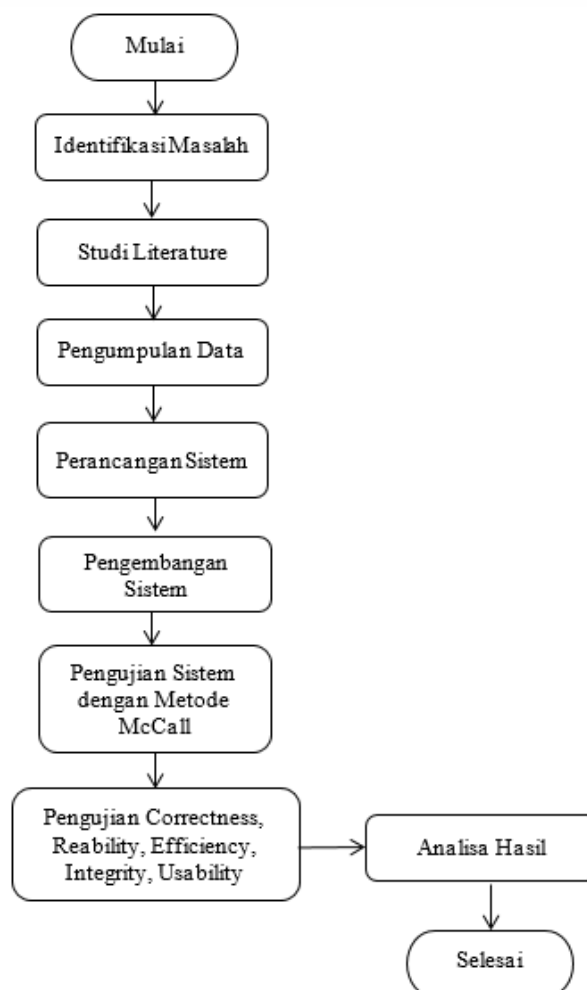 Mulai
Identifikasi Masalah
Studi Literature
Pengumpulan Data
Perancangan Sistem
Pengembangan
Sistem
Pengujian Sistem
dengan Metode
McCall
Pengujian Correctness,
Reability, Efficiency,
Integrity, Usability
Analisa Hasil
Selesai